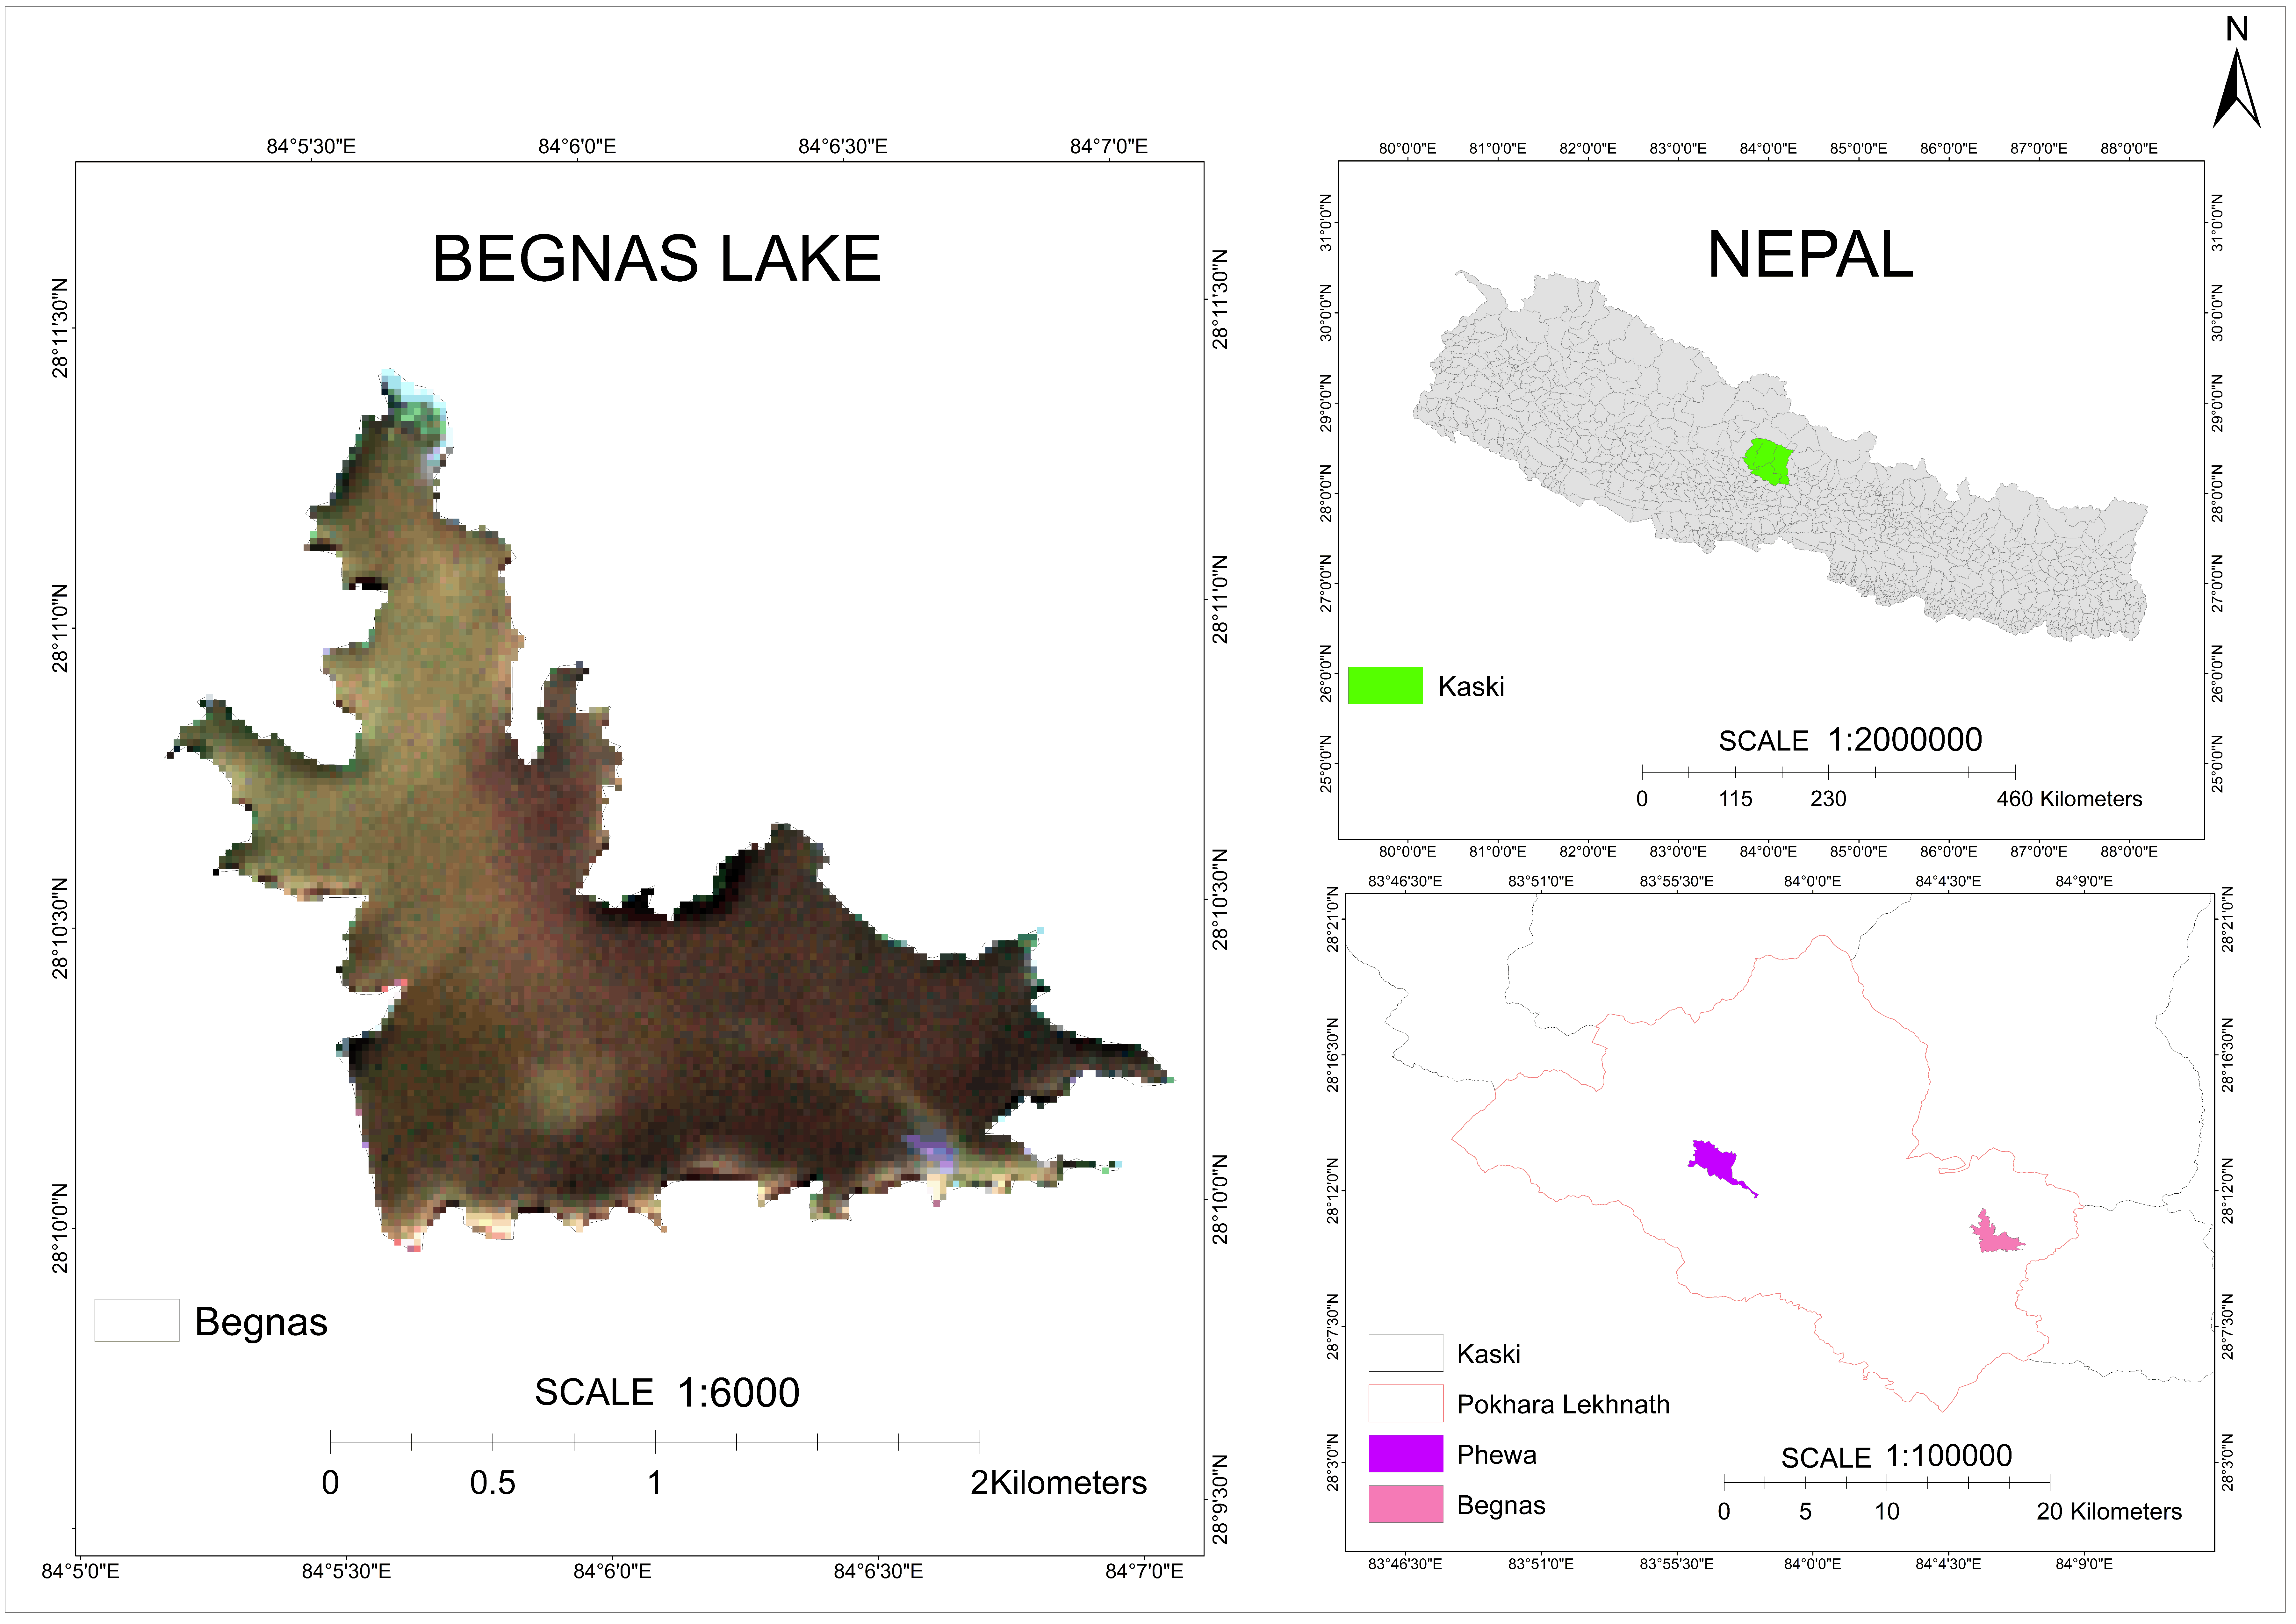 N
84°5'30"E 84°6'0"E 84°6'30"E 84°7'0"E
BEGNAS LAKE
28°11'30"N
28°11'0"N
28°10'30"N
28°10'0"N
28°11'30"N
28°11'0"N
28°10'30"N
28°10'0"N
28°9'30"N
Begnas
SCALE 1:6000
0 0.5 1 2Kilometers
84°5'0"E 84°5'30"E 84°6'0"E 84°6'30"E 84°7'0"E
80°0'0"E 81°0'0"E 82°0'0"E 83°0'0"E 84°0'0"E 85°0'0"E 86°0'0"E 87°0'0"E 88°0'0"E
NEPAL
31°0'0"N
30°0'0"N
29°0'0"N
28°0'0"N
27°0'0"N
26°0'0"N
25°0'0"N
31°0'0"N
30°0'0"N
29°0'0"N
28°0'0"N
27°0'0"N
26°0'0"N
25°0'0"N
Kaski
SCALE 1:2000000
0 115 230 460 Kilometers
80°0'0"E 81°0'0"E 82°0'0"E 83°0'0"E 84°0'0"E 85°0'0"E 86°0'0"E 87°0'0"E 88°0'0"E
83°46'30"E 83°51'0"E 83°55'30"E 84°0'0"E 84°4'30"E 84°9'0"E
28°21'0"N
28°16'30"N
28°12'0"N
28°7'30"N
28°3'0"N
28°21'0"N
28°16'30"N
28°12'0"N
28°7'30"N
28°3'0"N
Kaski
Pokhara Lekhnath
Phewa
Begnas
SCALE 1:100000
0 5 10 20 Kilometers
83°46'30"E 83°51'0"E 83°55'30"E 84°0'0"E 84°4'30"E 84°9'0"E